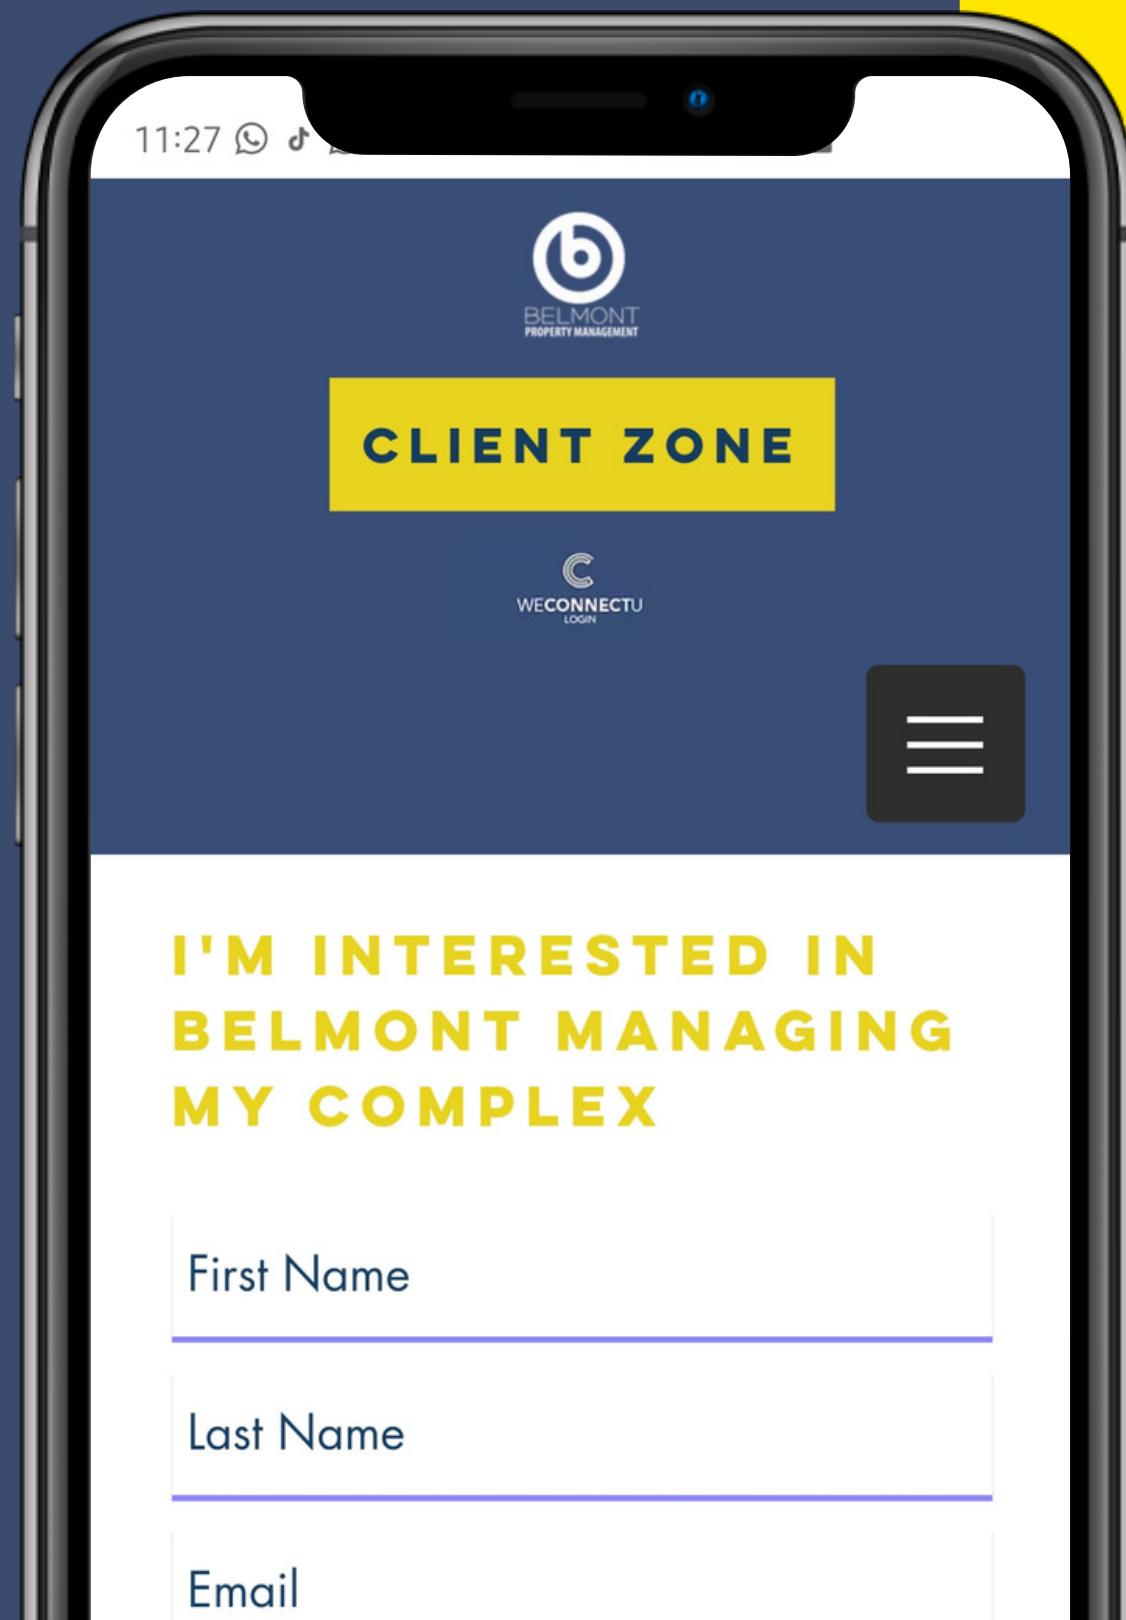 11:27
BELMONT
PROPERTY MANAGEMENT
CLIENT ZONE
WECONNECTU
LOGIN
I'M INTERESTED IN
BELMONT MANAGING
MY COMPLEX
First Name
Last Name
Email